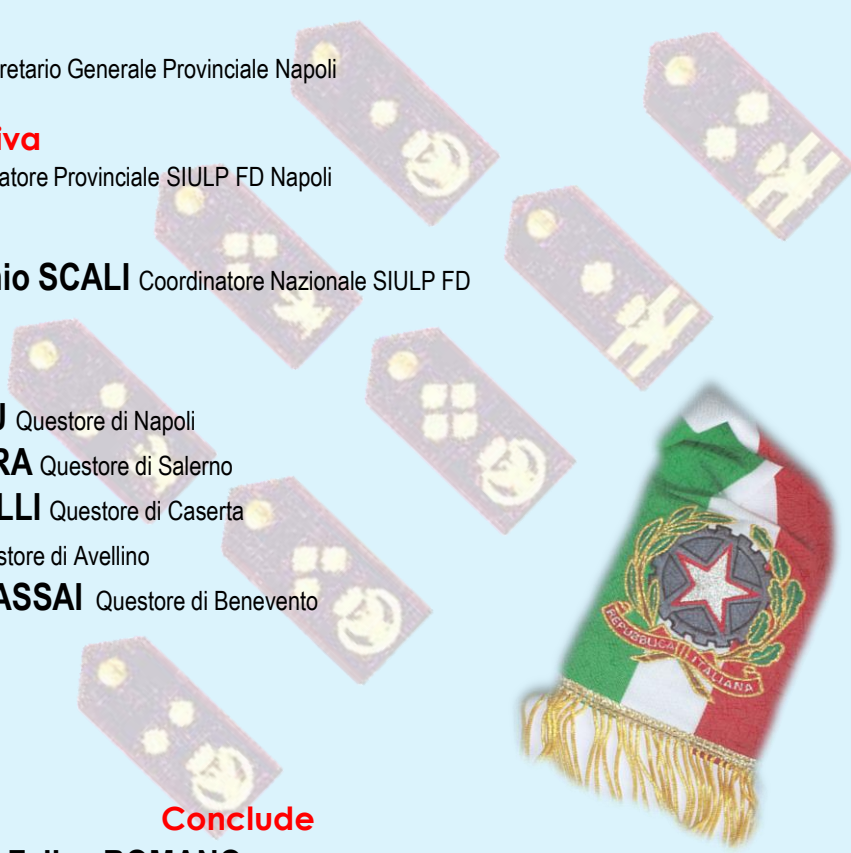 retario Generale Provinciale Napoli
iva
atore Provinciale SIULP FD Napoli
io SCALI Coordinatore Nazionale SIULP FD
U Questore di Napoli
RA Questore di Salerno
LLI Questore di Caserta
store di Avellino
ASSAI Questore di Benevento
REPUBBLICA ITALIANA
Conclude
ROMANO